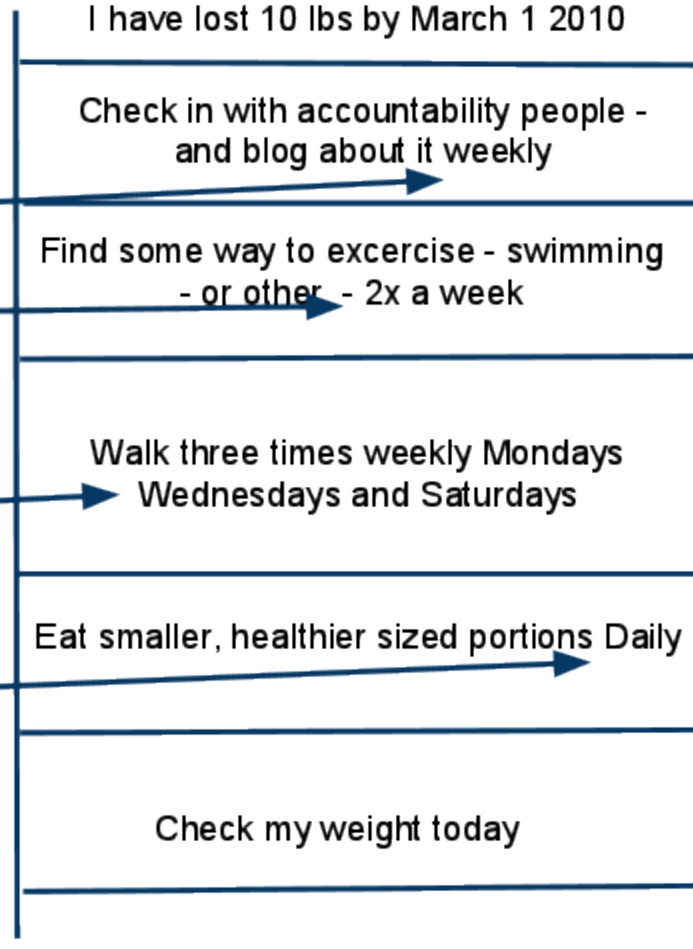 I have lost 10 lbs by March 1 2010
Check in with accountability people -
and blog about it weekly
Find some way to excercise - swimming
- or other - 2x a week
Walk three times weekly Mondays
Wednesdays and Saturdays
Eat smaller, healthier sized portions Daily
Check my weight today